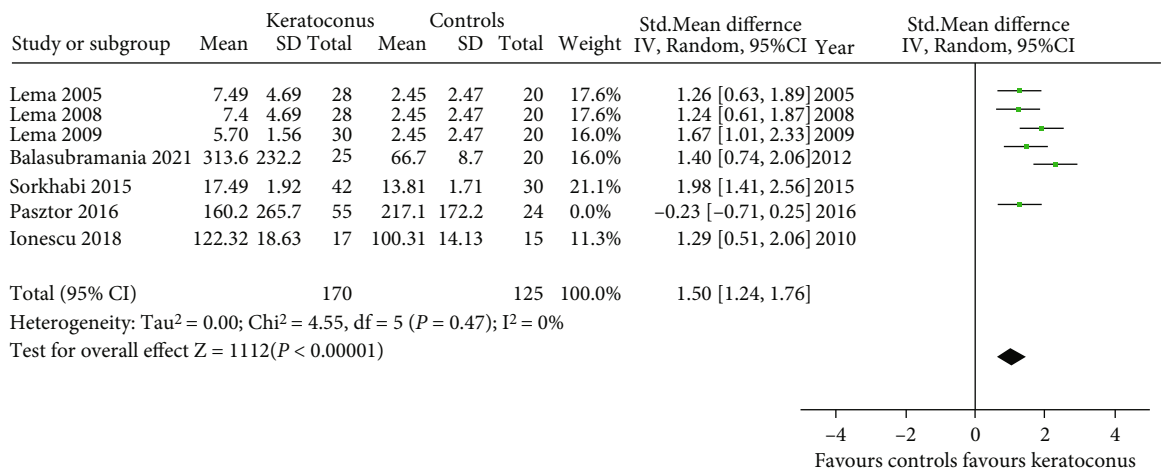 Keratoconus Controls Std.Mean differnce Std.Mean differnce
Study or subgroup Mean SD Total Mean SD Total Weight IV, Random, 95%CI Year IV, Random, 95%CI
Lema 2005 7.49 4.69 28 2.45 2.47 20 17.6% 1.26 [0.63, 1.89] 2005
Lema 2008 7.4 4.69 28 2.45 2.47 20 17.6% 1.24 [0.61, 1.87] 2008
Lema 2009 5.70 1.56 30 2.45 2.47 20 16.0% 1.67 [1.01, 2.33] 2009
Balasubramania 2021 313.6 232.2 25 66.7 8.7 20 16.0% 1.40 [0.74, 2.06] 2012
Sorkhabi 2015 17.49 1.92 42 13.81 1.71 30 21.1% 1.98 [1.41, 2.56] 2015
Pasztor 2016 160.2 265.7 55 217.1 172.2 24 0.0% −0.23 [−0.71, 0.25] 2016
Ionescu 2018 122.32 18.63 17 100.31 14.13 15 11.3% 1.29 [0.51, 2.06] 2010
Total (95% CI) 170 125 100.0% 1.50 [1.24, 1.76]
Heterogeneity: Tau² = 0.00; Chi² = 4.55, df = 5 (P = 0.47); I² = 0%
Test for overall effect Z = 1112(P < 0.00001)
−4 −2 0 2 4
Favours controls favours keratoconus